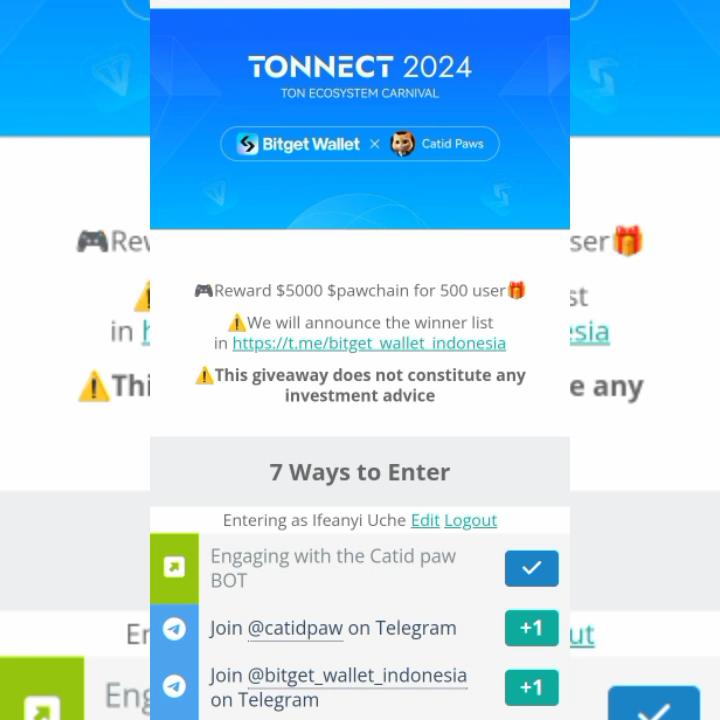 TONNECT 2024
TON ECOSYSTEM CARNIVAL
Bitget Wallet × Catid Paws
🎮Reward $5000 $pawchain for 500 user🎁
⚠️We will announce the winner list
in https://t.me/bitget_wallet_indonesia
⚠️This giveaway does not constitute any
investment advice
7 Ways to Enter
Entering as Ifeanyi Uche Edit Logout
Engaging with the Catid paw
BOT
Join @catidpaw on Telegram +1
Join @bitget_wallet_indonesia
on Telegram +1